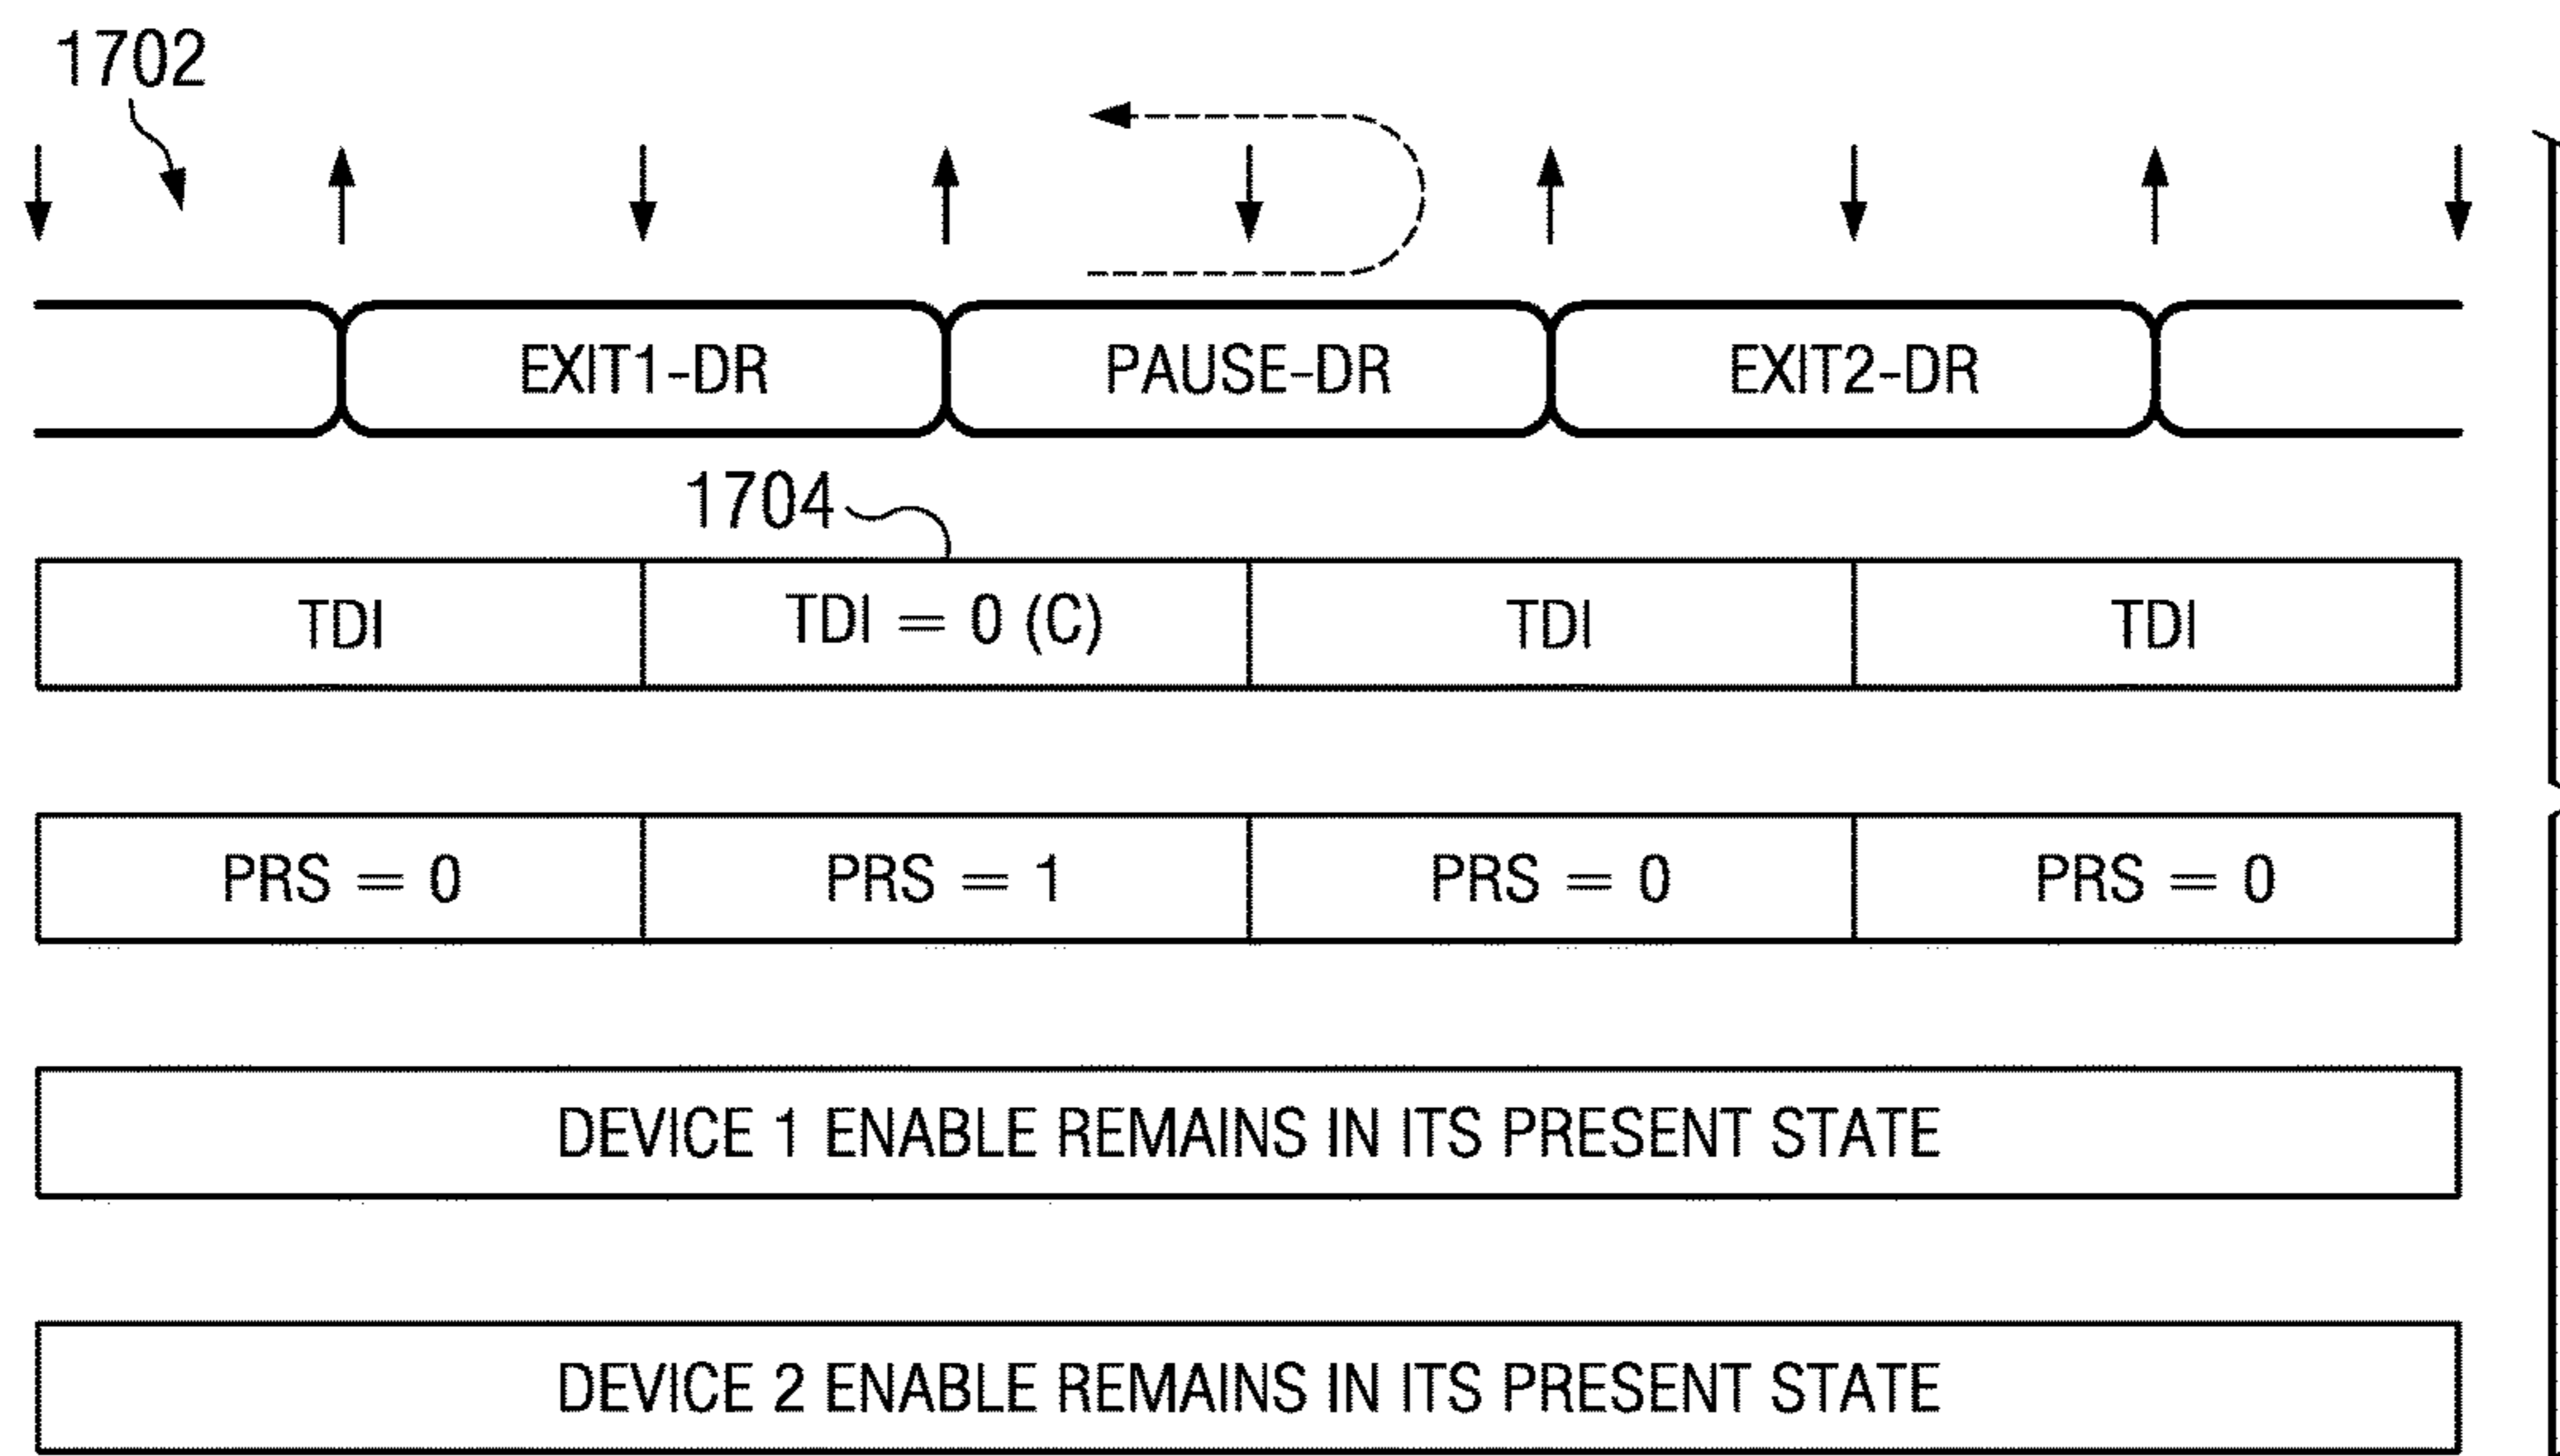 1702
EXIT1-DR PAUSE-DR EXIT2-DR
1704
TDI TDI = 0 (C) TDI TDI
PRS = 0 PRS = 1 PRS = 0 PRS = 0
DEVICE 1 ENABLE REMAINS IN ITS PRESENT STATE
DEVICE 2 ENABLE REMAINS IN ITS PRESENT STATE